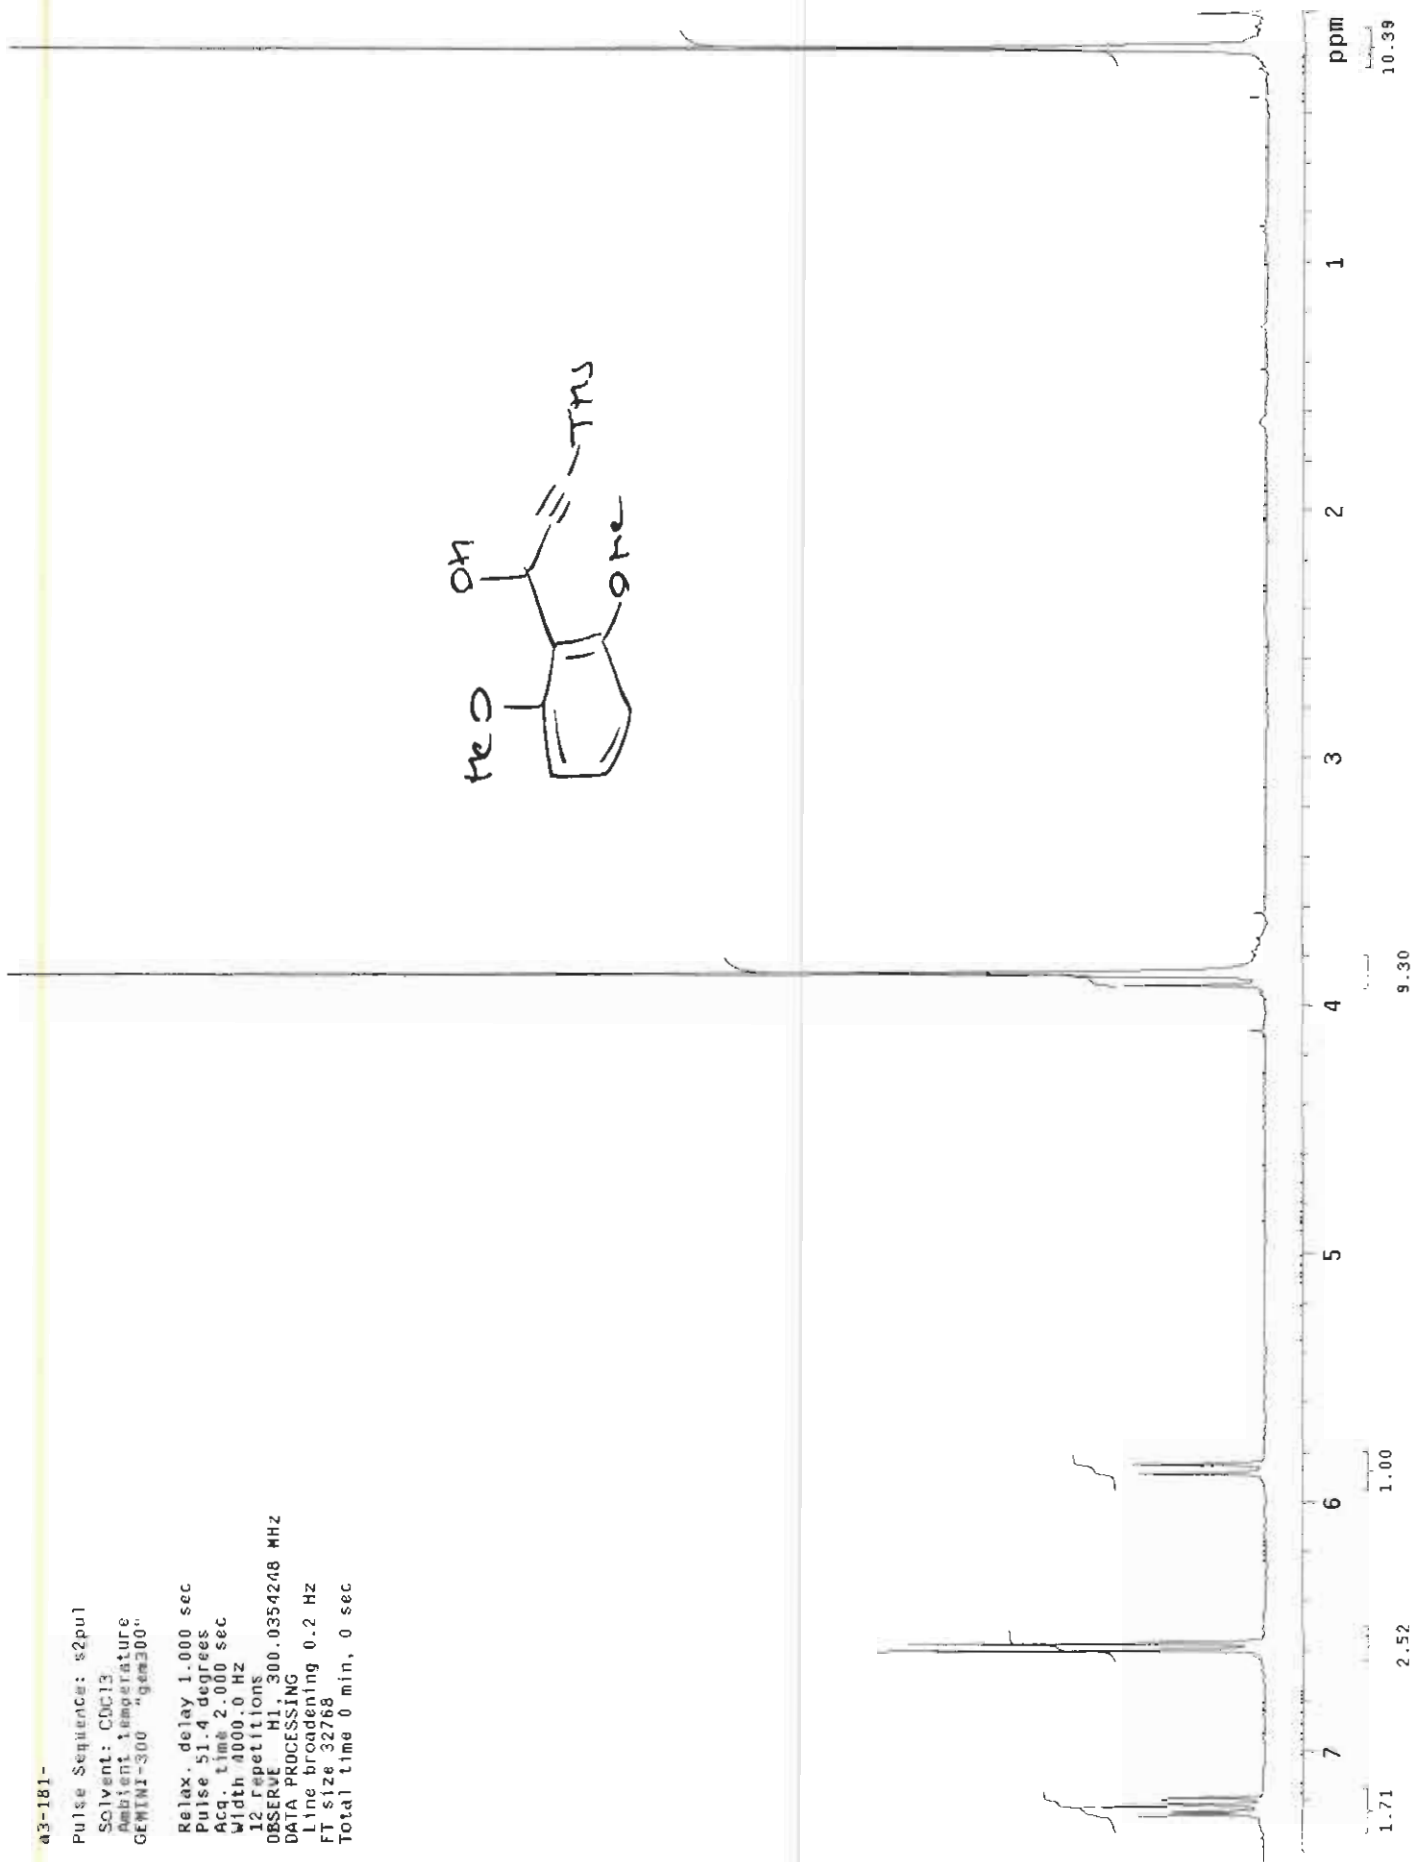 a3-181-
Pulse Sequence: s2pul
Solvent: CDCl3
Ambient temperature
GEMINI-300 "gem300"
Relax. delay 1.000 sec
Pulse 51.4 degrees
Acq. time 2.000 sec
Width 4000.0 HZ
12 repetitions
OBSERVE H1, 300.0354248 MHZ
DATA PROCESSING
Line broadening 0.2 Hz
FT size 32768
Total time 0 min, 0 sec
MeO
OH
TMS
OMe
7 6 5 4 3 2 1 ppm
1.71 2.52 1.00 9.30 10.39